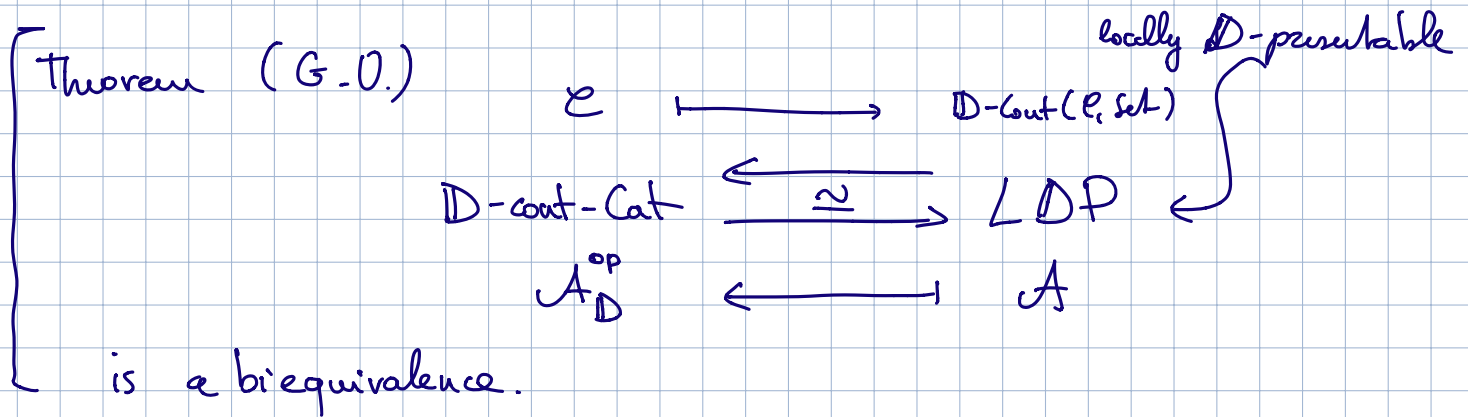 locally 𝔻-presentable
Theorem (G-O.)
𝒞 ⟼ 𝔻-Cont(𝒞, Set)
𝔻-cont-Cat ⇄ ≃ L𝔻P
𝒜_𝔻^op ⟻ 𝒜
is a biequivalence.